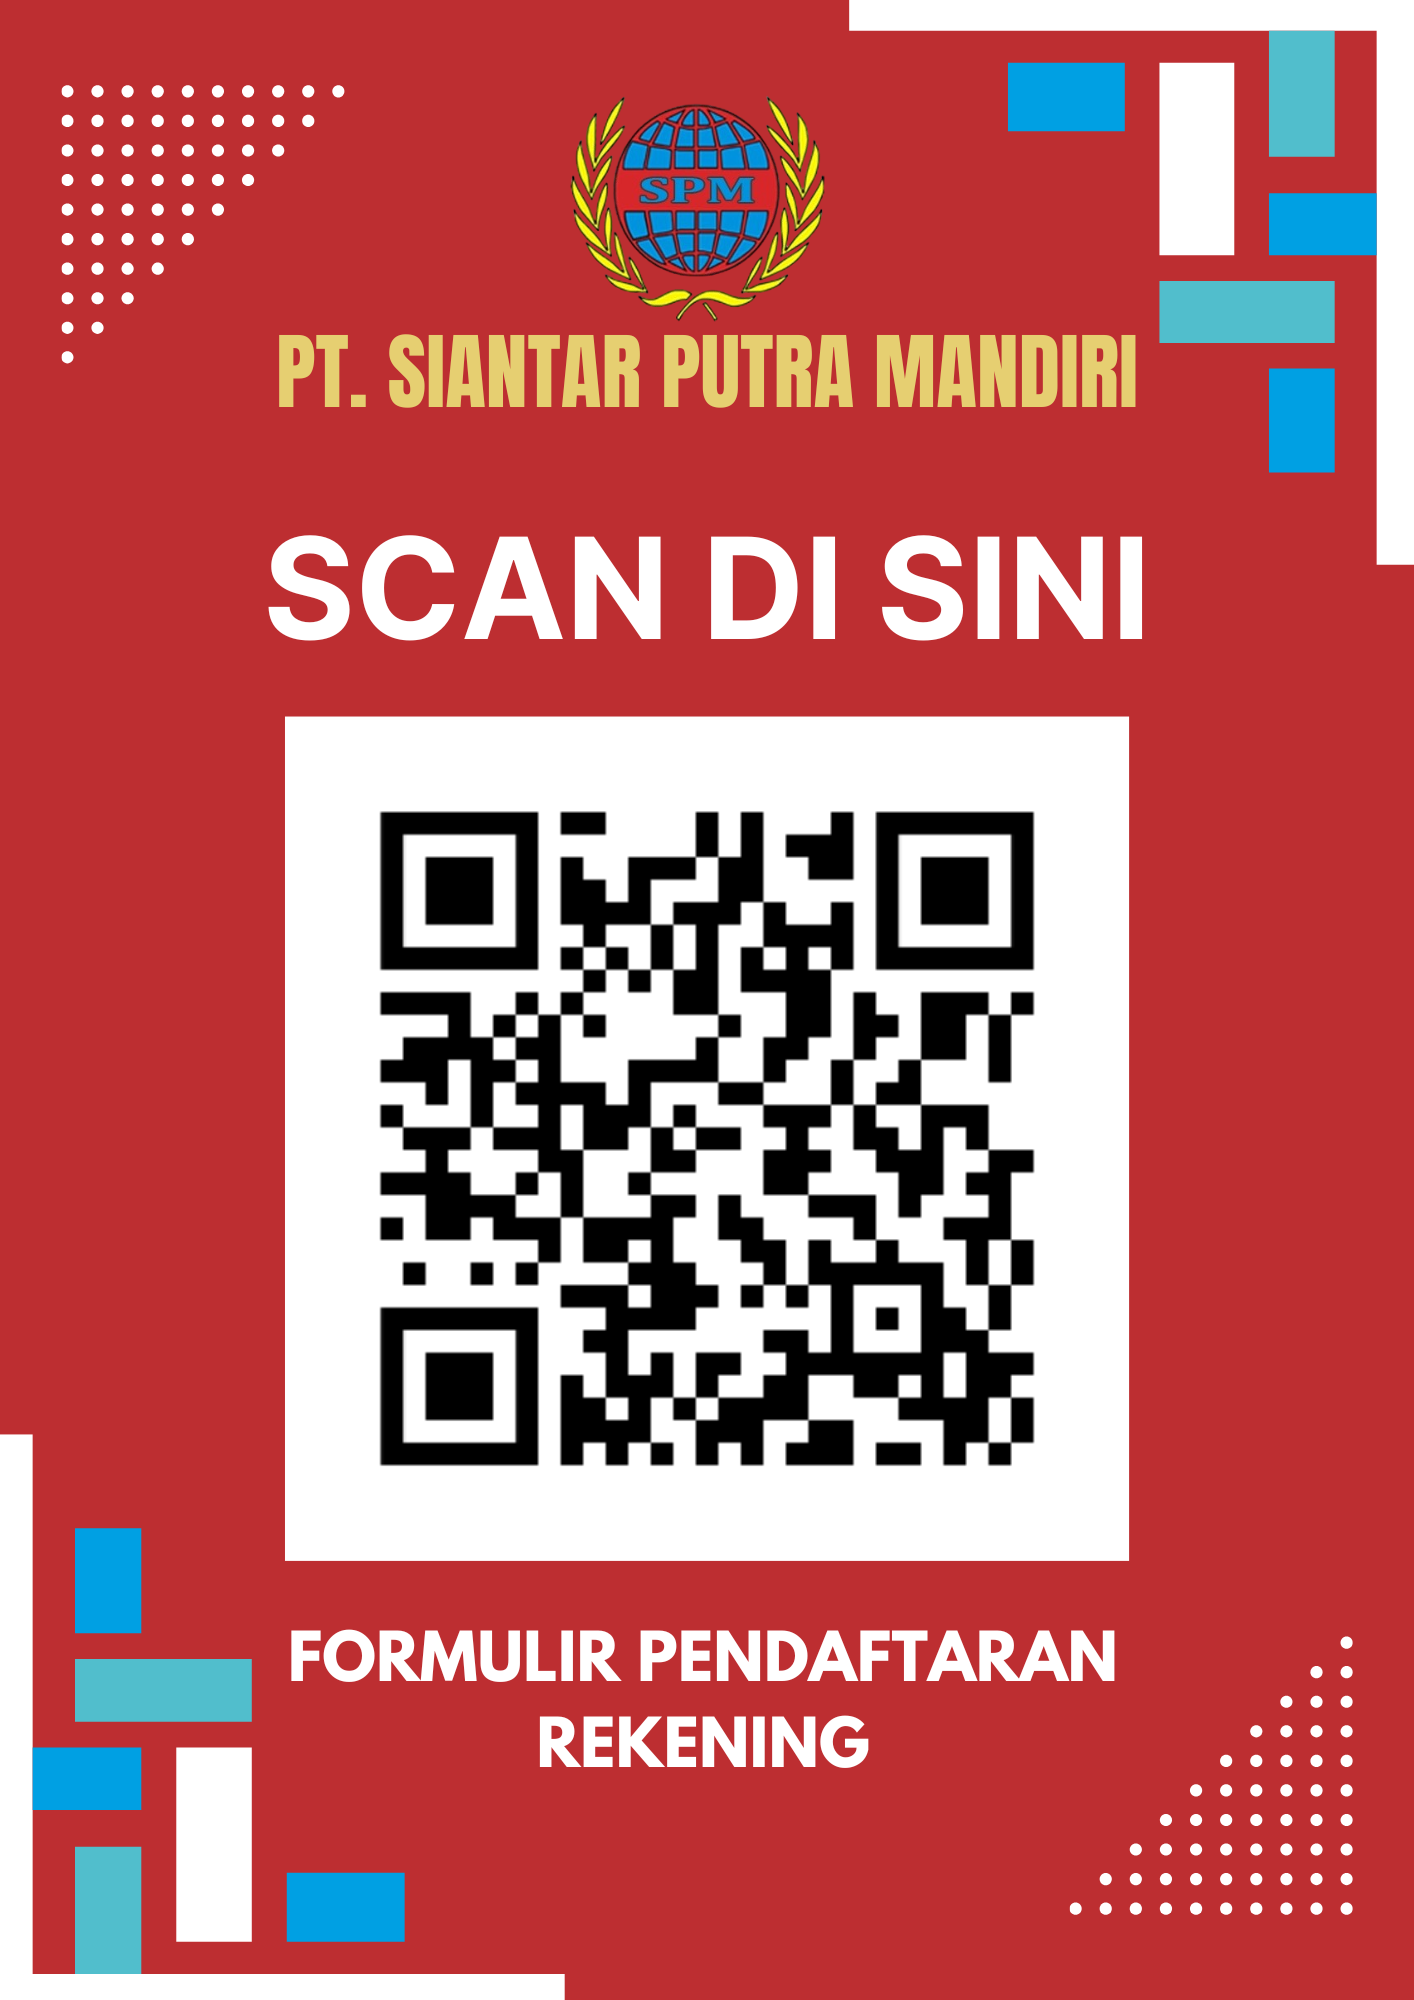 SPM
PT. SIANTAR PUTRA MANDIRI
SCAN DI SINI
FORMULIR PENDAFTARAN
REKENING